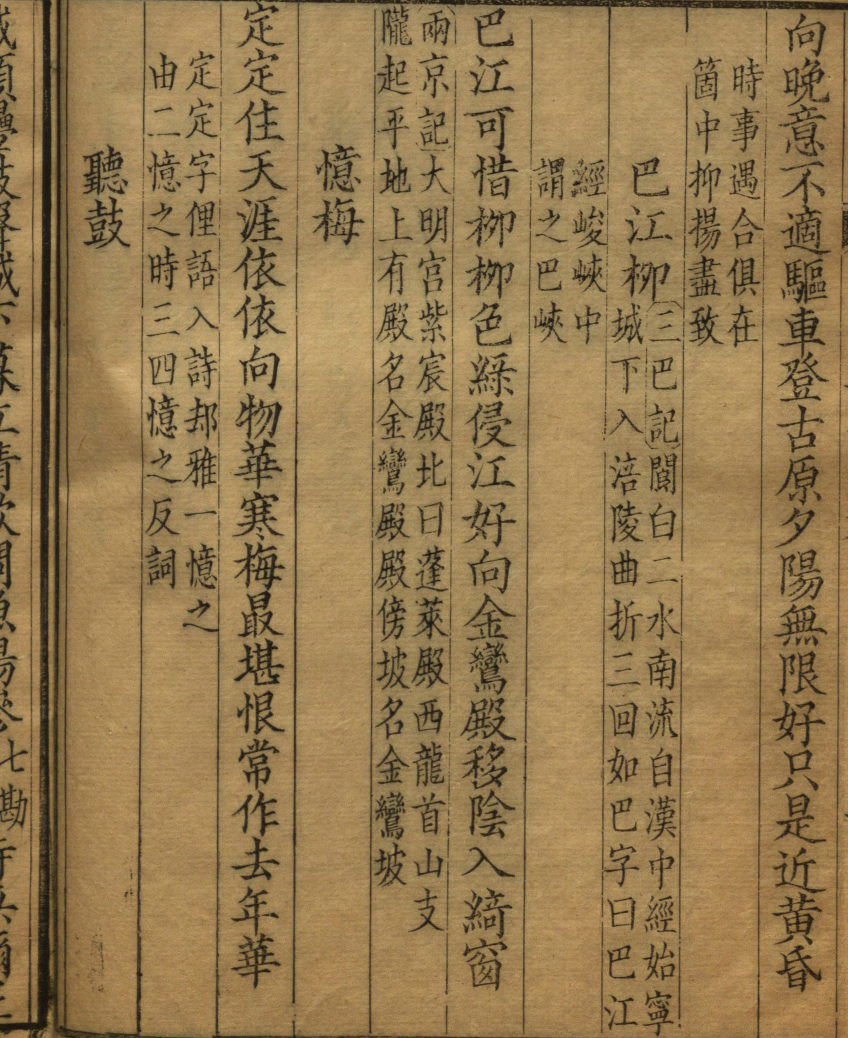 向晚意不適驅車登古原夕陽無限好只是近黄昏
時事遇合俱在
箇中抑揚盡致
巴江柳
三巴記閬白二水南流自漢中經始寧
城下入涪陵曲折三回如巴字曰巴江
經峻峽中
謂之巴峽
巴江可惜柳柳色綠侵江好向金鑾殿移陰入綺窗
兩京記大明宫紫宸殿北曰蓬萊殿西龍首山支
隴起平地上有殿名金鑾殿殿傍坡名金鑾坡
憶梅
定定住天涯依依向物華寒梅最堪恨常作去年華
定定字俚語入詩却雅一憶之
由二憶之時三四憶之反詞
聽鼓